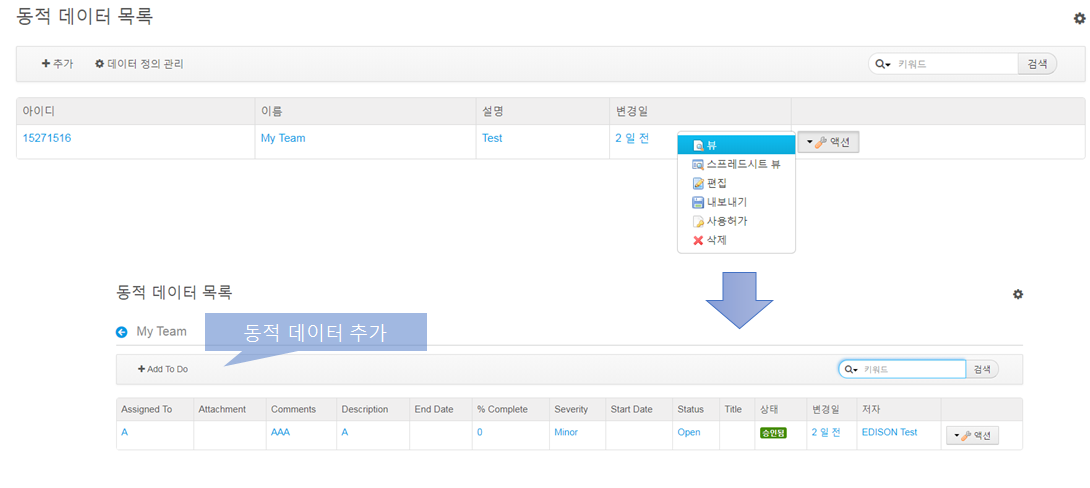 동적 데이터 목록
추가 데이터 정의 관리 키워드 검색
아이디 이름 설명 변경일
15271516 My Team Test 2 일 전 액션
뷰
스프레드시트 뷰
편집
내보내기
사용허가
삭제
동적 데이터 목록
My Team
동적 데이터 추가
Add To Do 키워드 검색
Assigned To Attachment Comments Description End Date % Complete Severity Start Date Status Title 상태 변경일 저자
A AAA A 0 Minor Open 승인됨 2 일 전 EDISON Test 액션